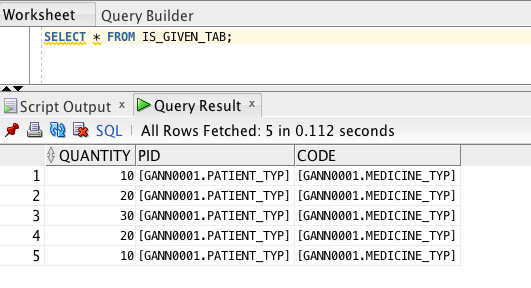 Worksheet Query Builder
SELECT * FROM IS_GIVEN_TAB;
Script Output x Query Result x
SQL All Rows Fetched: 5 in 0.112 seconds
QUANTITY PID CODE
1 10 [GANN0001.PATIENT_TYP] [GANN0001.MEDICINE_TYP]
2 20 [GANN0001.PATIENT_TYP] [GANN0001.MEDICINE_TYP]
3 30 [GANN0001.PATIENT_TYP] [GANN0001.MEDICINE_TYP]
4 20 [GANN0001.PATIENT_TYP] [GANN0001.MEDICINE_TYP]
5 10 [GANN0001.PATIENT_TYP] [GANN0001.MEDICINE_TYP]